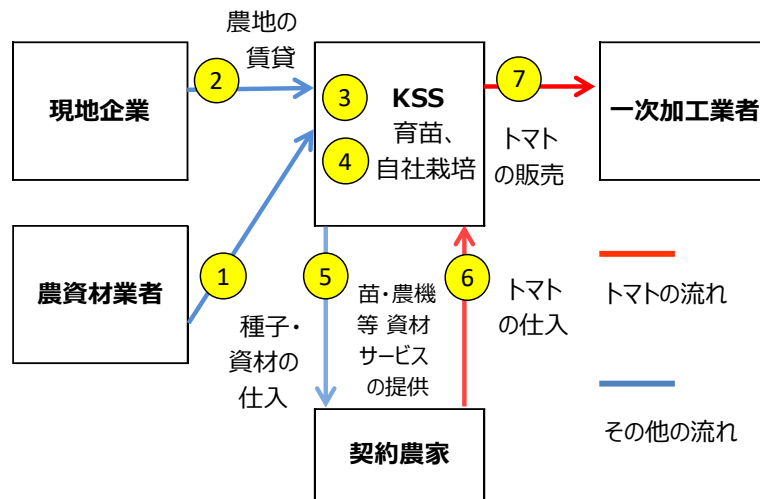 農地の
賃貸
2
現地企業
3
KSS
育苗、
4
自社栽培
7
トマト
の販売
一次加工業者
農資材業者
1
種子・
資材の
仕入
5
苗・農機
等 資材
サービス
の提供
6
トマト
の仕入
契約農家
トマトの流れ
その他の流れ